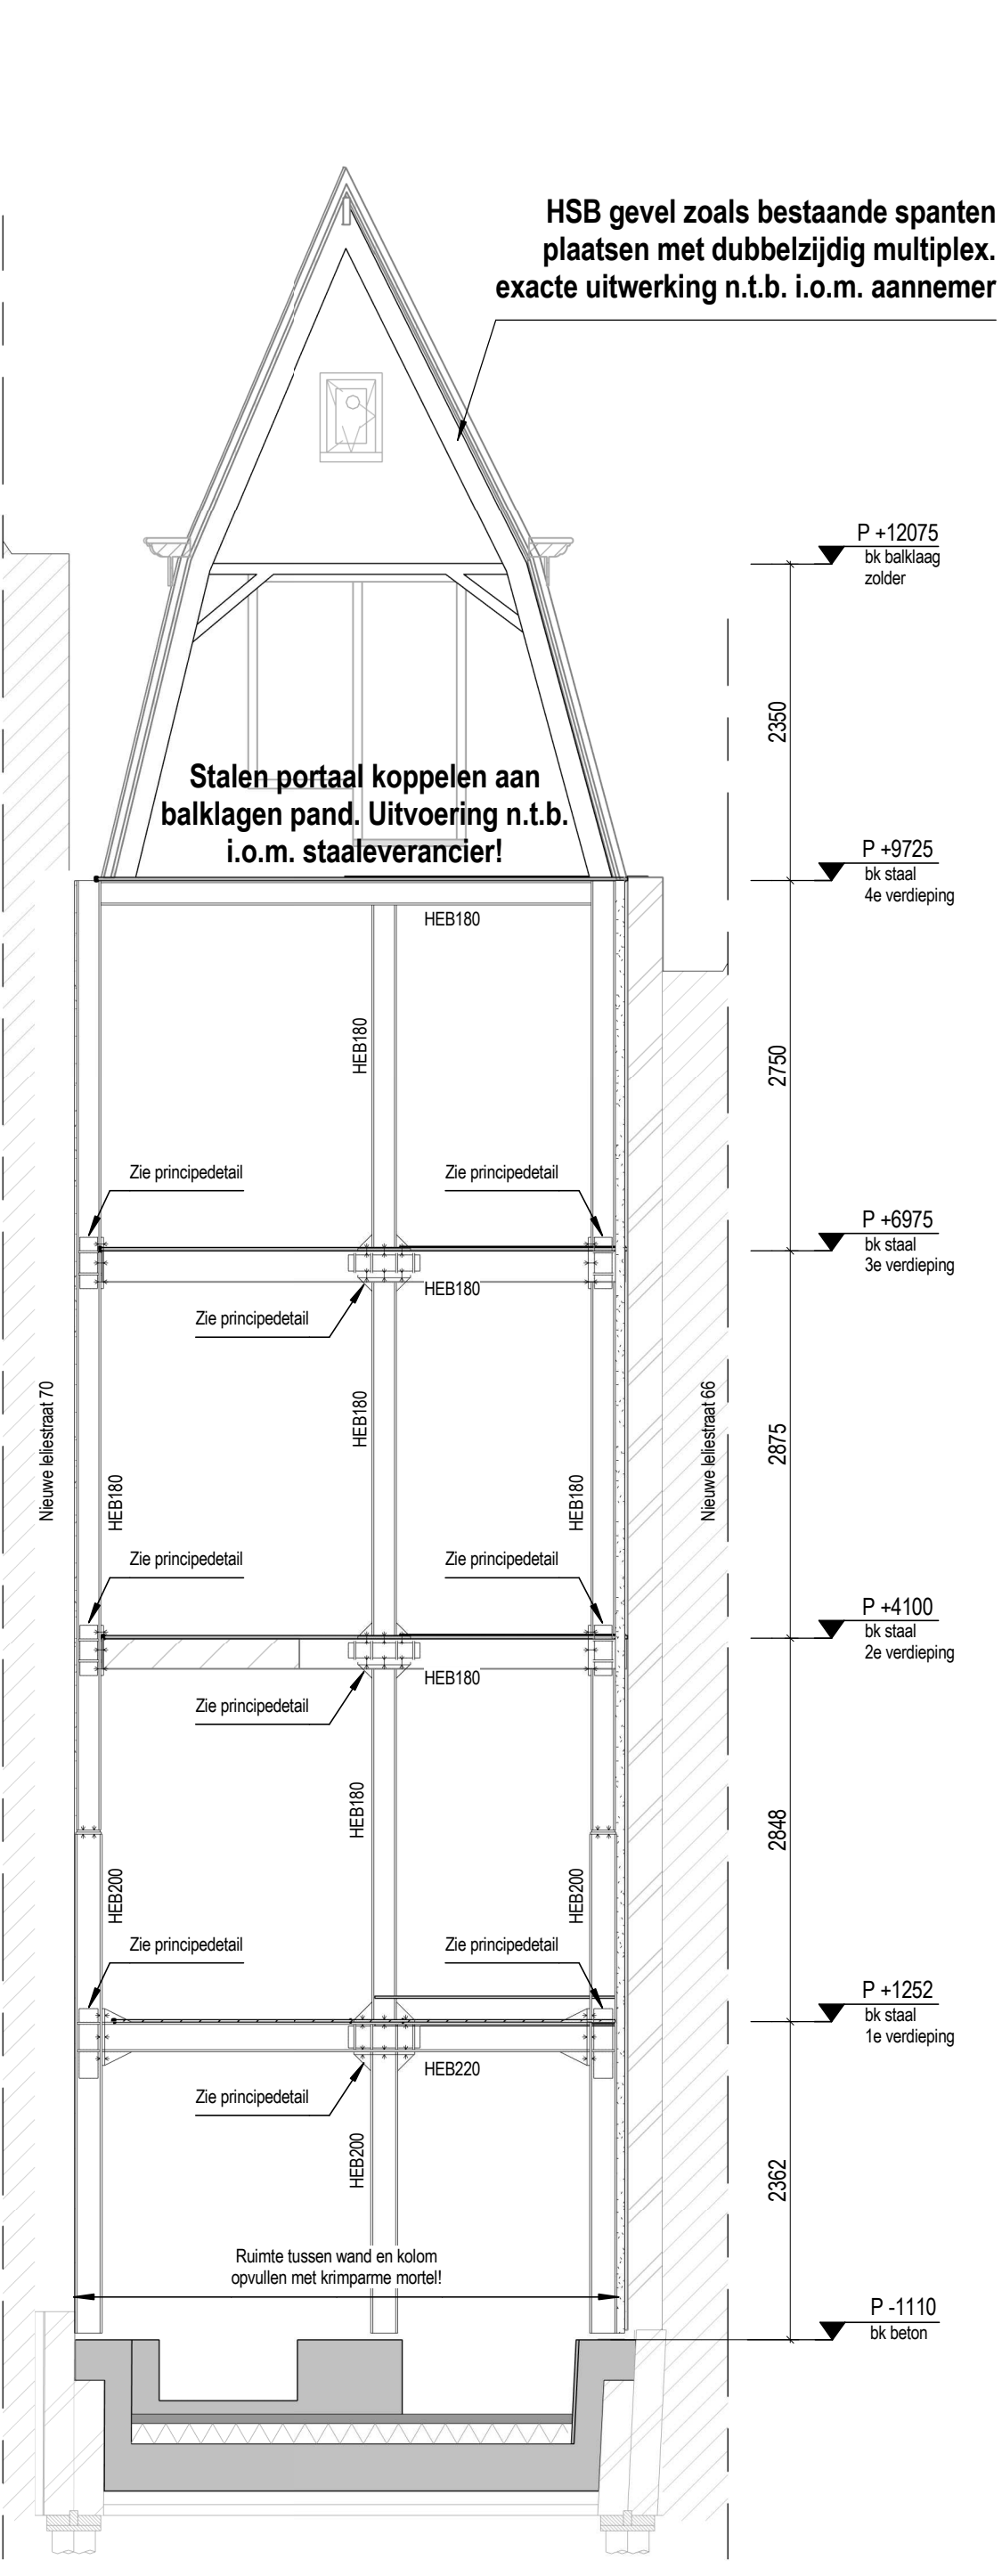 HSB gevel zoals bestaande spanten
plaatsen met dubbelzijdig multiplex.
exacte uitwerking n.t.b. i.o.m. aannemer
P +12075
bk balklaag
zolder
2350
Stalen portaal koppelen aan
balklagen pand. Uitvoering n.t.b.
i.o.m. staaleverancier!
P +9725
bk staal
4e verdieping
HEB180
HEB180
2750
Zie principedetail
Zie principedetail
P +6975
bk staal
3e verdieping
HEB180
Zie principedetail
Nieuwe leliestraat 70
HEB180
HEB180
HEB180
Nieuwe leliestraat 66
2875
Zie principedetail
Zie principedetail
P +4100
bk staal
2e verdieping
HEB180
Zie principedetail
HEB180
2848
HEB200
HEB200
Zie principedetail
Zie principedetail
P +1252
bk staal
1e verdieping
HEB220
Zie principedetail
HEB200
2362
Ruimte tussen wand en kolom
opvullen met krimparme mortel!
P -1110
bk beton